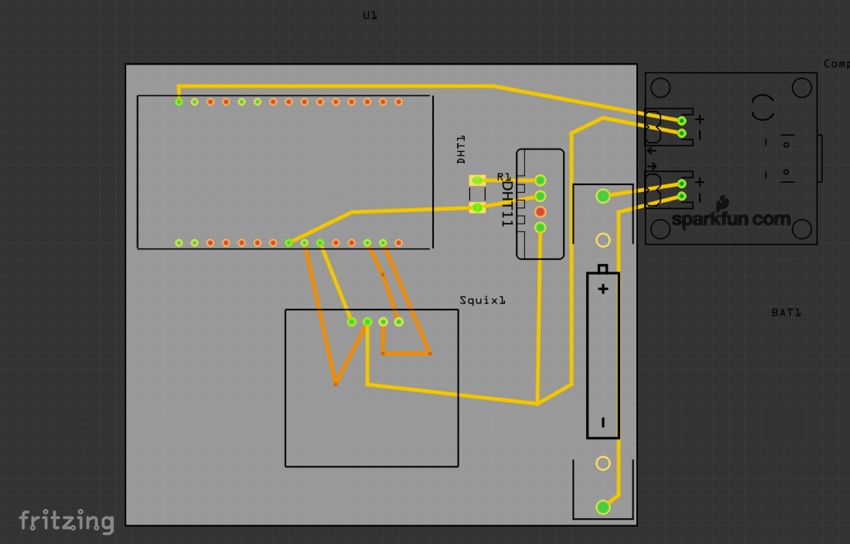 U1
Comp
DHT1
+
−
R1
DHT11
+
−
sparkfun com
Squix1
+
BAT1
−
fritzing